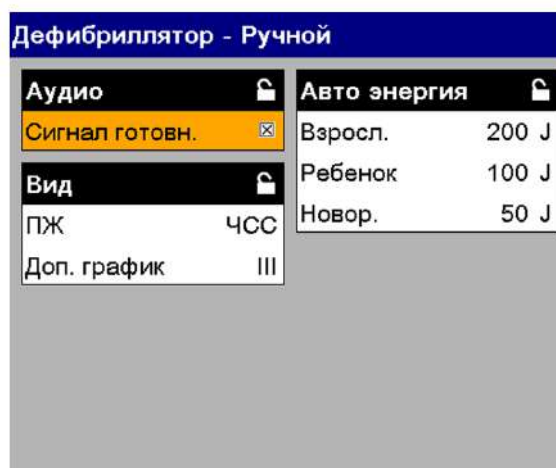 Дефибриллятор - Ручной
Аудио
Сигнал готовн.
Вид
ПЖ ЧСС
Доп. график III
Авто энергия
Взросл. 200 J
Ребенок 100 J
Новор. 50 J